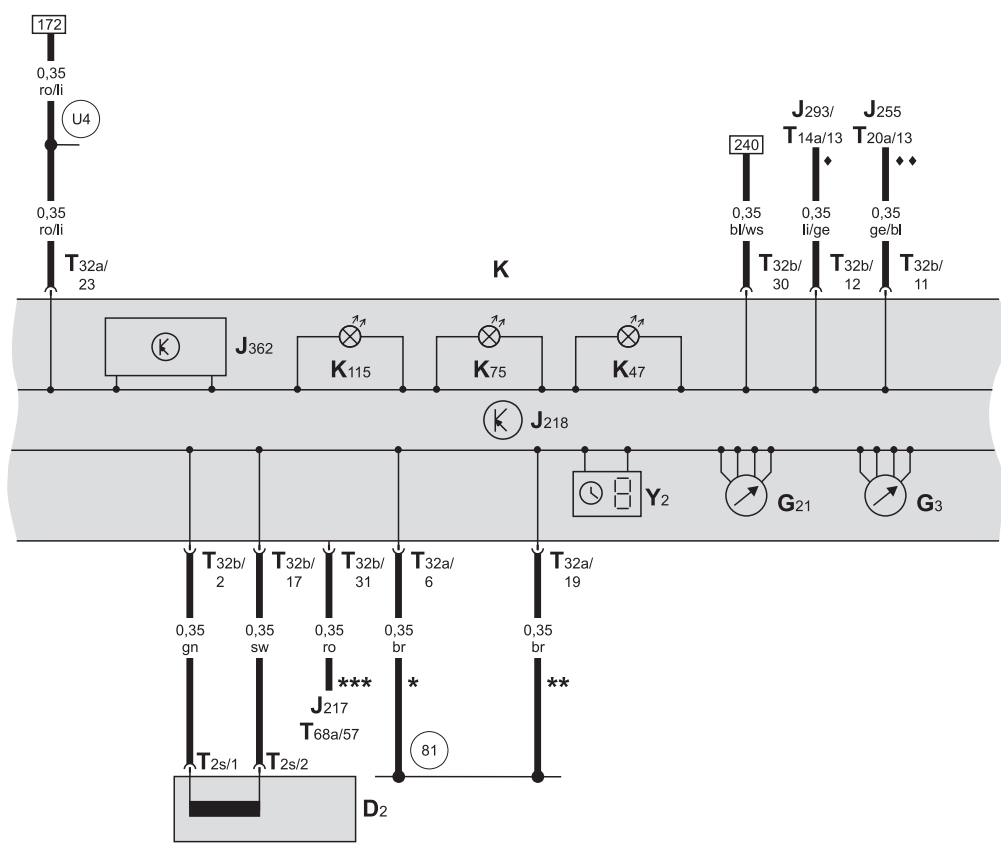 172
0,35
ro/li
U4
0,35
ro/li
T32a/
23
K
240
0,35
bl/ws
T32b/
30
J293/
T14a/13
♦
0,35
li/ge
T32b/
12
J255
T20a/13
♦ ♦
0,35
ge/bl
T32b/
11
J362
K115
K75
K47
J218
Y2
G21
G3
T32b/
2
T32b/
17
T32b/
31
T32a/
6
T32a/
19
0,35
gn
0,35
sw
0,35
ro
0,35
br
0,35
br
***
*
**
J217
T68a/57
81
T2s/1
T2s/2
D2